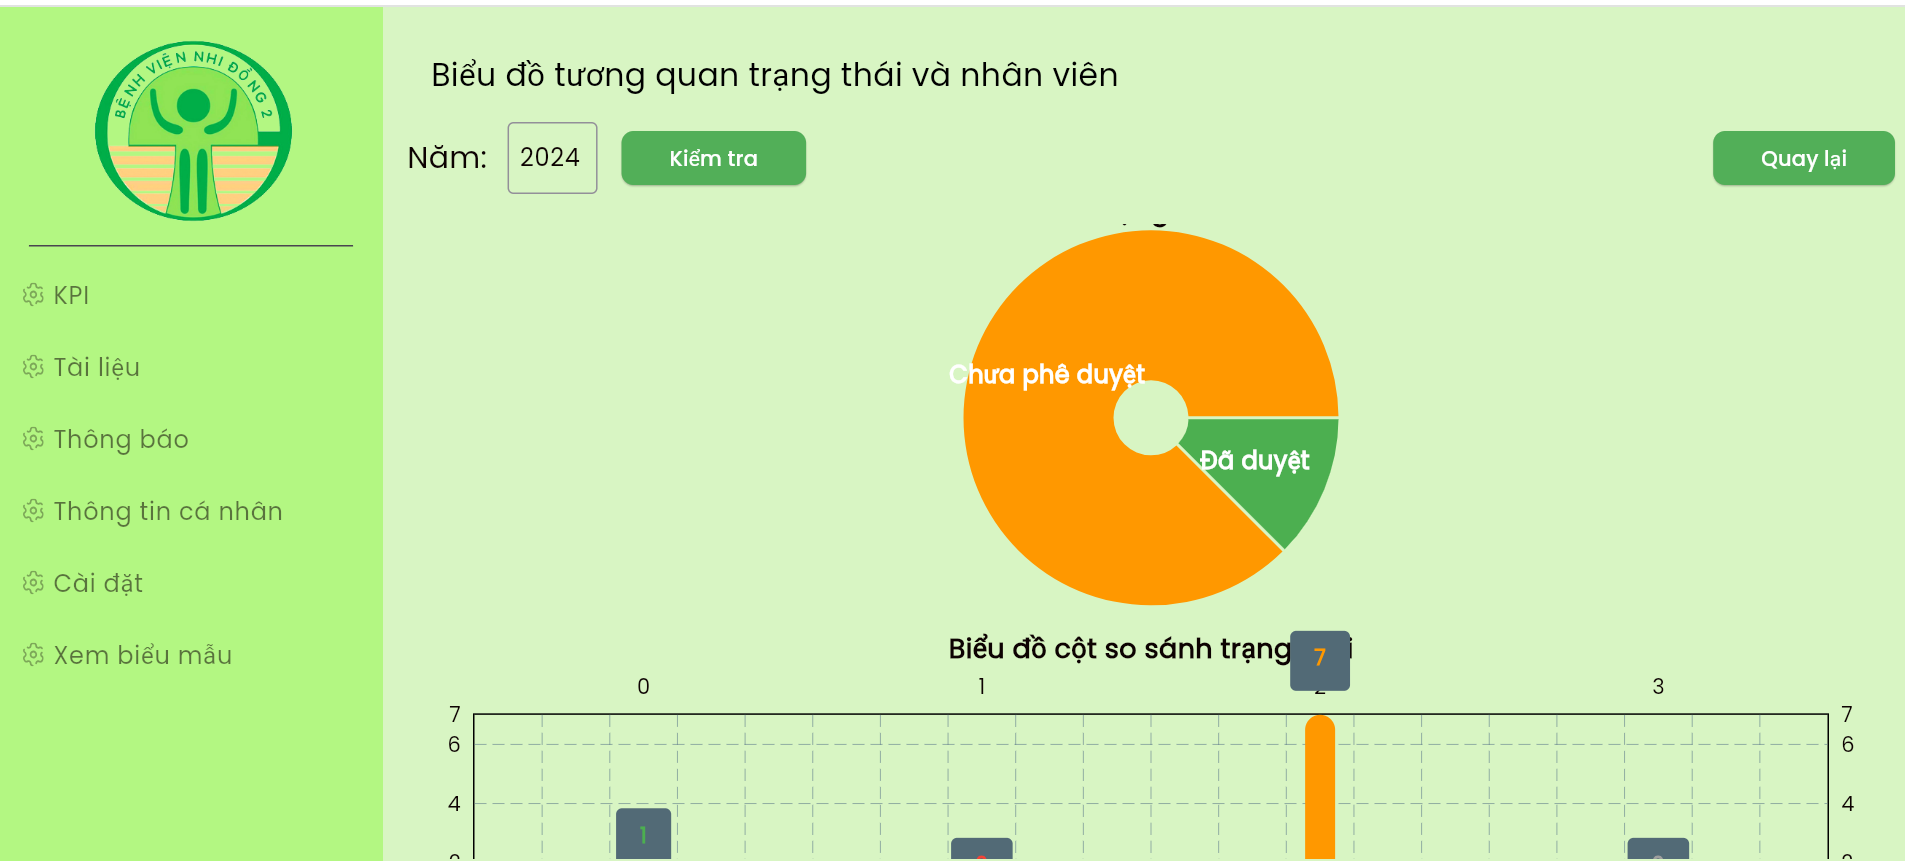 BỆNH VIỆN NHI ĐỒNG 2
Biểu đồ tương quan trạng thái và nhân viên
Năm:
2024
Kiểm tra
Quay lại
KPI
Tài liệu
Thông báo
Thông tin cá nhân
Cài đặt
Xem biểu mẫu
Chưa phê duyệt
Đã duyệt
Biểu đồ cột so sánh trạng
7
0 1 2 3
7 7
6 6
4 4
1